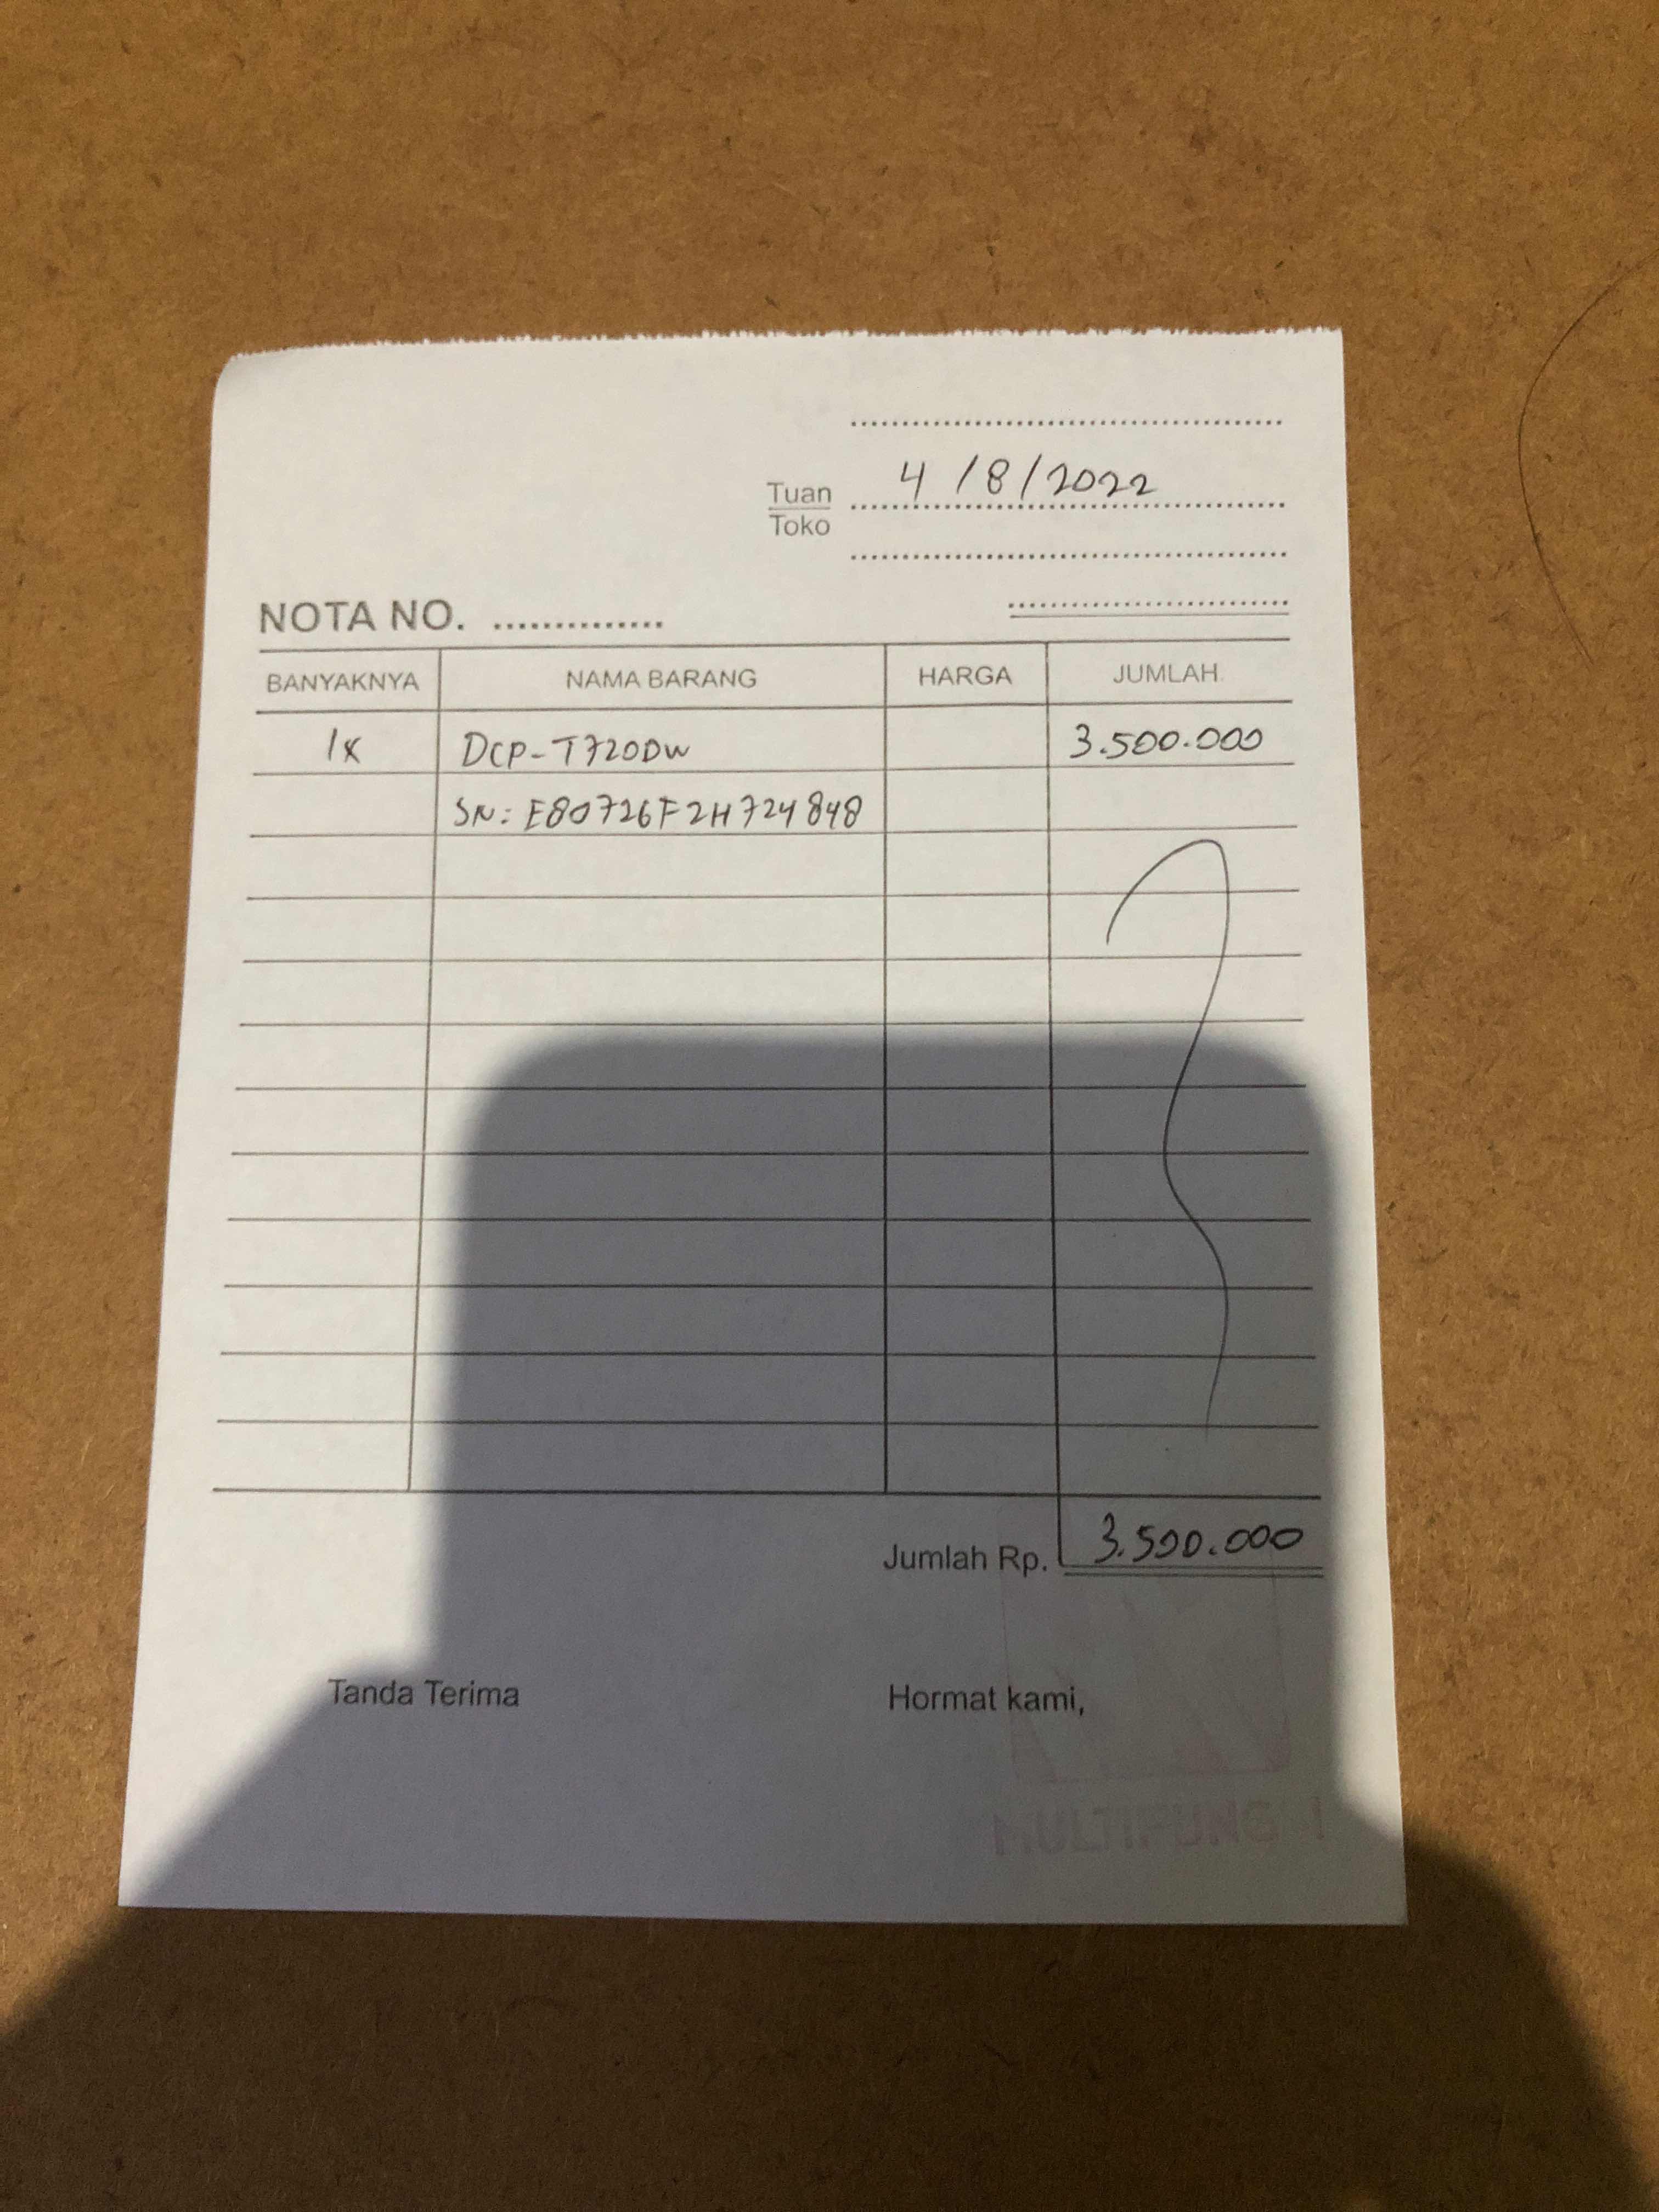 Tuan 4/8/2022
Toko
NOTA NO. ..............
BANYAKNYA NAMA BARANG HARGA JUMLAH
1x DCP-T720DW 3.500.000
SN: E80726F2H724848
Jumlah Rp. 3.500.000
Tanda Terima Hormat kami,